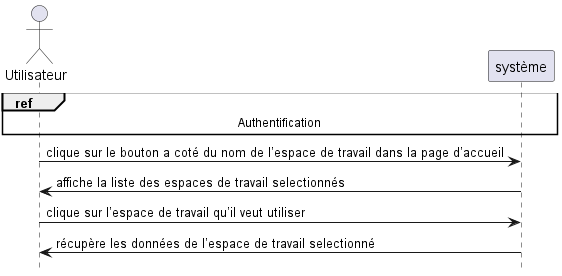 Utilisateur
système
ref
Authentification
clique sur le bouton a coté du nom de l'espace de travail dans la page d'accueil
affiche la liste des espaces de travail selectionnés
clique sur l'espace de travail qu'il veut utiliser
récupère les données de l'espace de travail selectionné